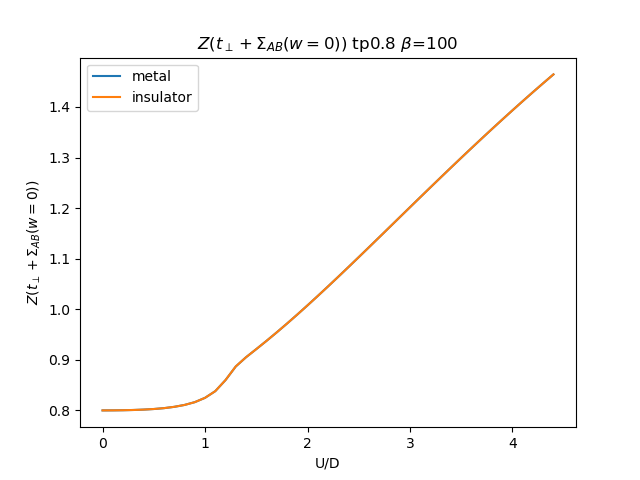 Z(t⊥ + Σ_AB(w = 0)) tp0.8 β=100
metal
insulator
1.4
1.3
1.2
1.1
1.0
0.9
0.8
Z(t⊥ + Σ_AB(w = 0))
0 1 2 3 4
U/D